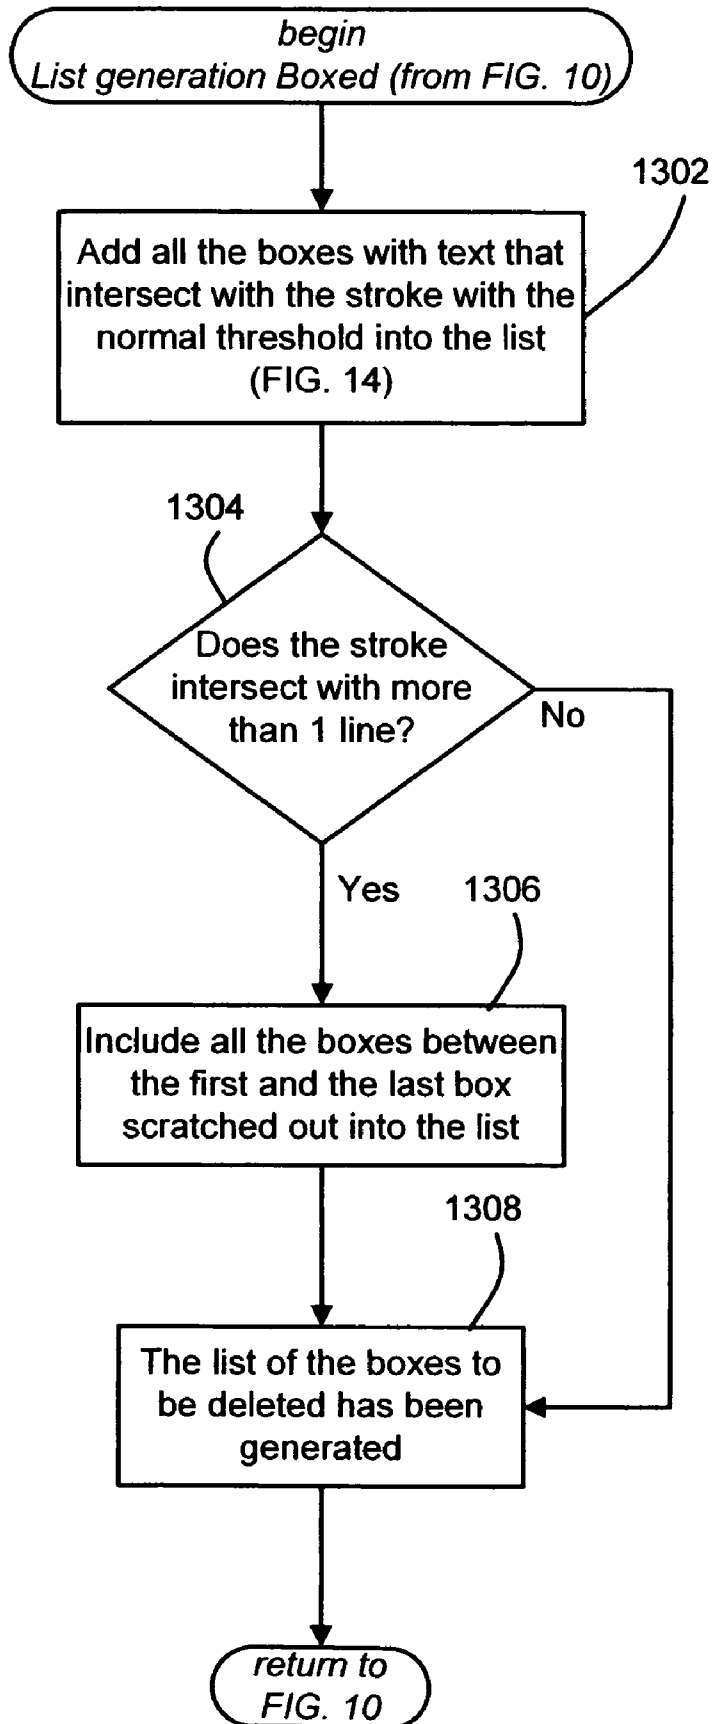 begin
List generation Boxed (from FIG. 10)
1302
Add all the boxes with text that
intersect with the stroke with the
normal threshold into the list
(FIG. 14)
1304
Does the stroke
intersect with more
than 1 line?
No
Yes
1306
Include all the boxes between
the first and the last box
scratched out into the list
1308
The list of the boxes to
be deleted has been
generated
return to
FIG. 10